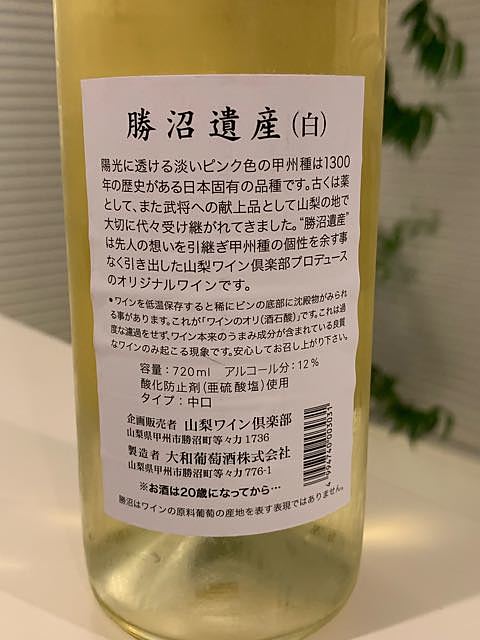 勝沼遺産(白)
陽光に透ける淡いピンク色の甲州種は1300
年の歴史がある日本固有の品種です。古くは薬
として、また武将への献上品として山梨の地で
大切に代々受け継がれてきました。“勝沼遺産”
は先人の想いを引継ぎ甲州種の個性を余す事
なく引き出した山梨ワイン倶楽部プロデュース
のオリジナルワインです。
*ワインを低温保存すると稀にビンの底部に沈殿物がみられ
る事があります。これが「ワインのオリ(酒石酸)」です。これは過
度な濾過をせず、ワイン本来のうまみ成分が含まれている良質
なワインのみ起こる現象です。安心してお召し上がり下さい。
容量:720ml アルコール分:12%
酸化防止剤(亜硫酸塩)使用
タイプ:中口
企画販売者 山梨ワイン倶楽部
山梨県甲州市勝沼町等々力1736
製造者 大和葡萄酒株式会社
山梨県甲州市勝沼町等々力776-1
※お酒は20歳になってから…
勝沼はワインの原料葡萄の産地を表す表現ではありません。
4994740003031